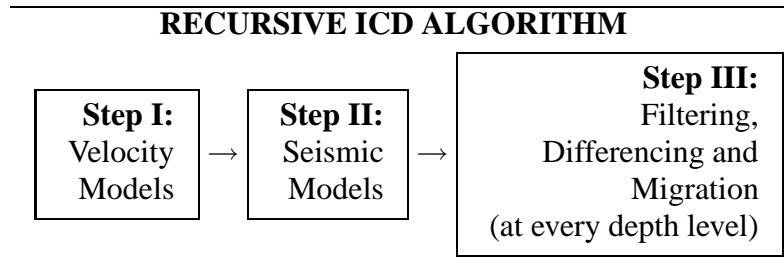 RECURSIVE ICD ALGORITHM
Step I:
Velocity
Models
→
Step II:
Seismic
Models
→
Step III:
Filtering,
Differencing and
Migration
(at every depth level)